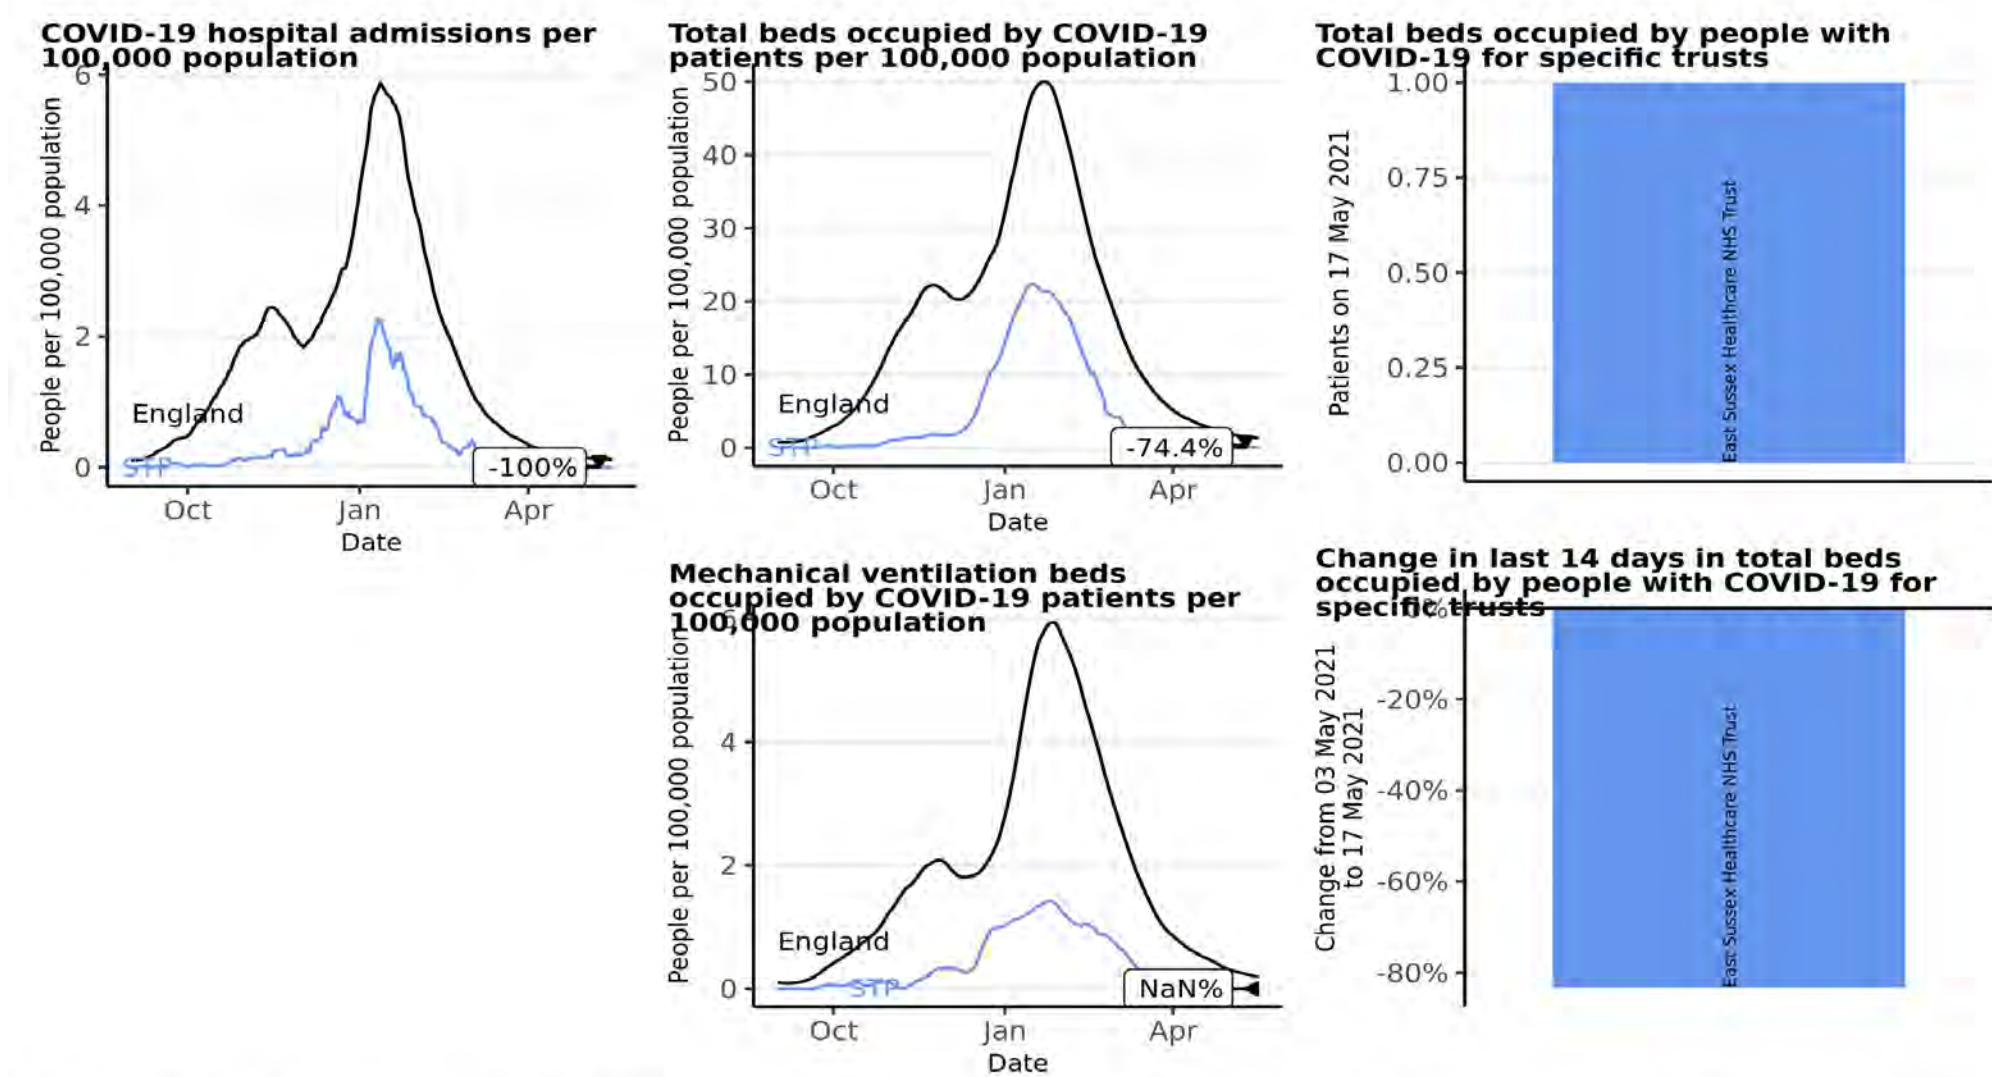 COVID-19 hospital admissions per
100,000 population
People per 100,000 population
6
4
2
0
England
STP
-100%
Oct
Jan
Apr
Date
Total beds occupied by COVID-19
patients per 100,000 population
People per 100,000 population
50
40
30
20
10
0
England
STP
-74.4%
Oct
Jan
Apr
Date
Total beds occupied by people with
COVID-19 for specific trusts
Patients on 17 May 2021
1.00
0.75
0.50
0.25
0.00
East Sussex Healthcare NHS Trust
Mechanical ventilation beds
occupied by COVID-19 patients per
100,000 population
People per 100,000 population
6
4
2
0
England
STP
NaN%
Oct
Jan
Apr
Date
Change in last 14 days in total beds
occupied by people with COVID-19 for
specific trusts
Change from 03 May 2021
to 17 May 2021
0%
-20%
-40%
-60%
-80%
East Sussex Healthcare NHS Trust